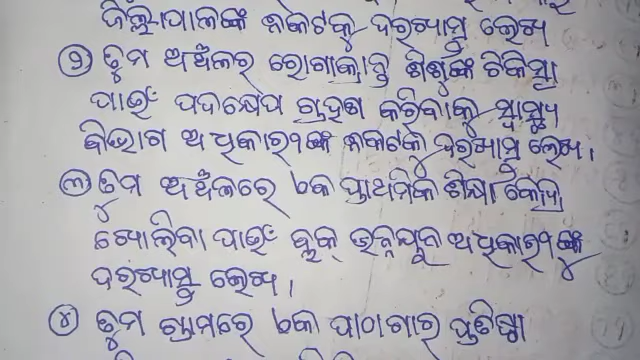 ଜିଲ୍ଲାପାଳଙ୍କ ନିକଟକୁ ଦରଖାସ୍ତ ଲେଖ
୨ ତୁମ ଅଞ୍ଚଳର ରୋଗାକ୍ରାନ୍ତ ଶିଶୁଙ୍କ ଚିକିତ୍ସା
ପାଇଁ ପଦକ୍ଷେପ ଗ୍ରହଣ କରିବାକୁ ସ୍ୱାସ୍ଥ୍ୟ
ବିଭାଗ ଅଧିକାରୀଙ୍କ ନିକଟକୁ ଦରଖାସ୍ତ ଲେଖ।
୩ ତୁମ ଅଞ୍ଚଳରେ ଏକ ପ୍ରାଥମିକ ଶିକ୍ଷା କେନ୍ଦ୍ର
ଖୋଲିବା ପାଇଁ ବ୍ଲକ୍ ଉନ୍ନୟନ ଅଧିକାରୀଙ୍କୁ
ଦରଖାସ୍ତ ଲେଖ।
୪ ତୁମ ଗ୍ରାମରେ ଏକ ପାଠାଗାର ପ୍ରତିଷ୍ଠା